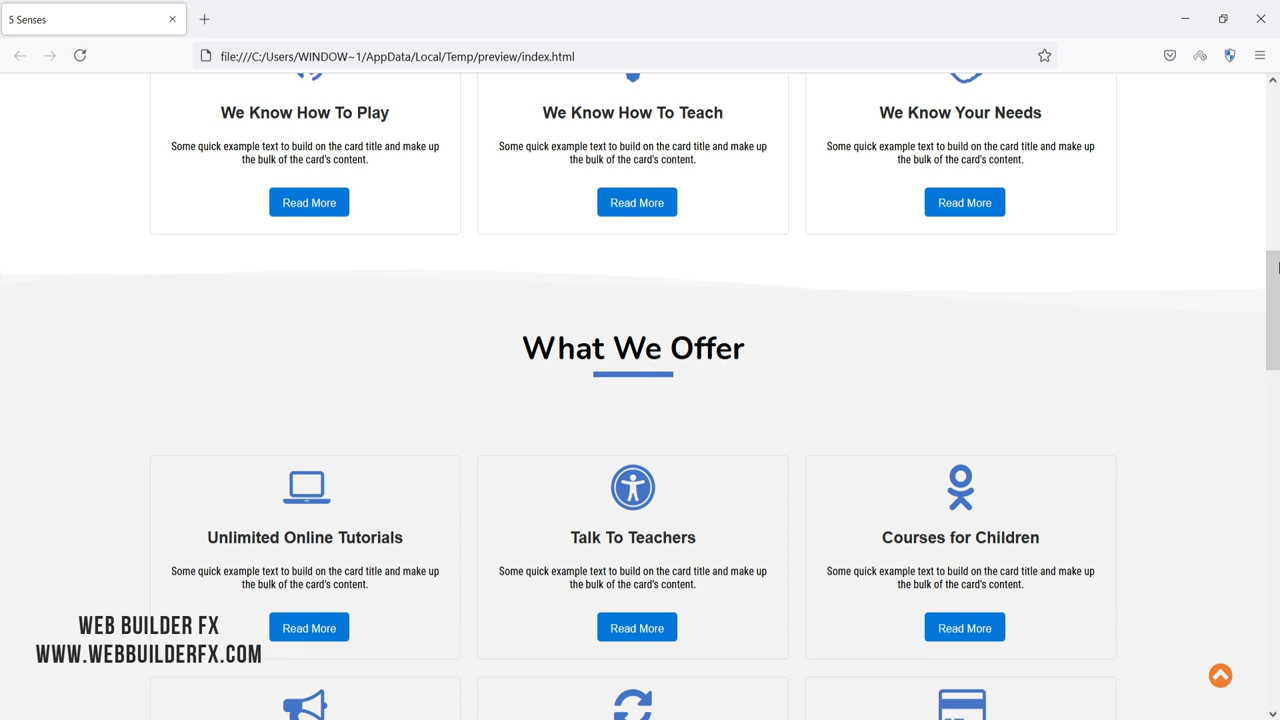 5 Senses
file:///C:/Users/WINDOW~1/AppData/Local/Temp/preview/index.html
We Know How To Play
Some quick example text to build on the card title and make up
the bulk of the card's content.
Read More
We Know How To Teach
Some quick example text to build on the card title and make up
the bulk of the card's content.
Read More
We Know Your Needs
Some quick example text to build on the card title and make up
the bulk of the card's content.
Read More
What We Offer
Unlimited Online Tutorials
Some quick example text to build on the card title and make up
the bulk of the card's content.
Read More
Talk To Teachers
Some quick example text to build on the card title and make up
the bulk of the card's content.
Read More
Courses for Children
Some quick example text to build on the card title and make up
the bulk of the card's content.
Read More
WEB BUILDER FX
WWW.WEBBUILDERFX.COM